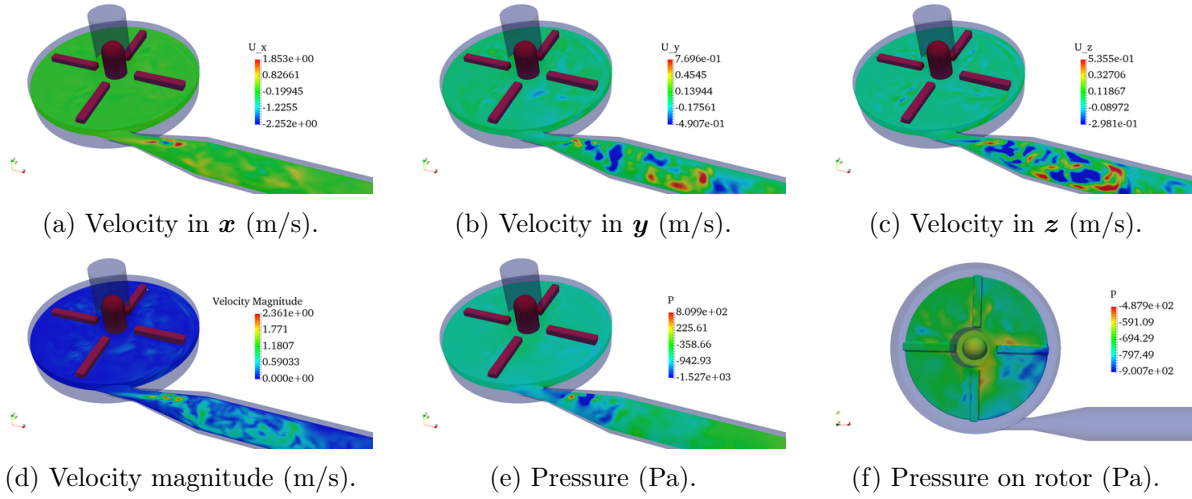 U_x
1.853e+00
0.82661
-0.19945
-1.2255
-2.252e+00
U_y
7.696e-01
0.4545
0.13944
-0.17561
-4.907e-01
U_z
5.355e-01
0.32706
0.11867
-0.08972
-2.981e-01
(a) Velocity in x (m/s).
(b) Velocity in y (m/s).
(c) Velocity in z (m/s).
Velocity Magnitude
2.361e+00
1.771
1.1807
0.59033
0.000e+00
P
8.099e+02
225.61
-358.66
-942.93
-1.527e+03
P
-4.879e+02
-591.09
-694.29
-797.49
-9.007e+02
(d) Velocity magnitude (m/s).
(e) Pressure (Pa).
(f) Pressure on rotor (Pa).